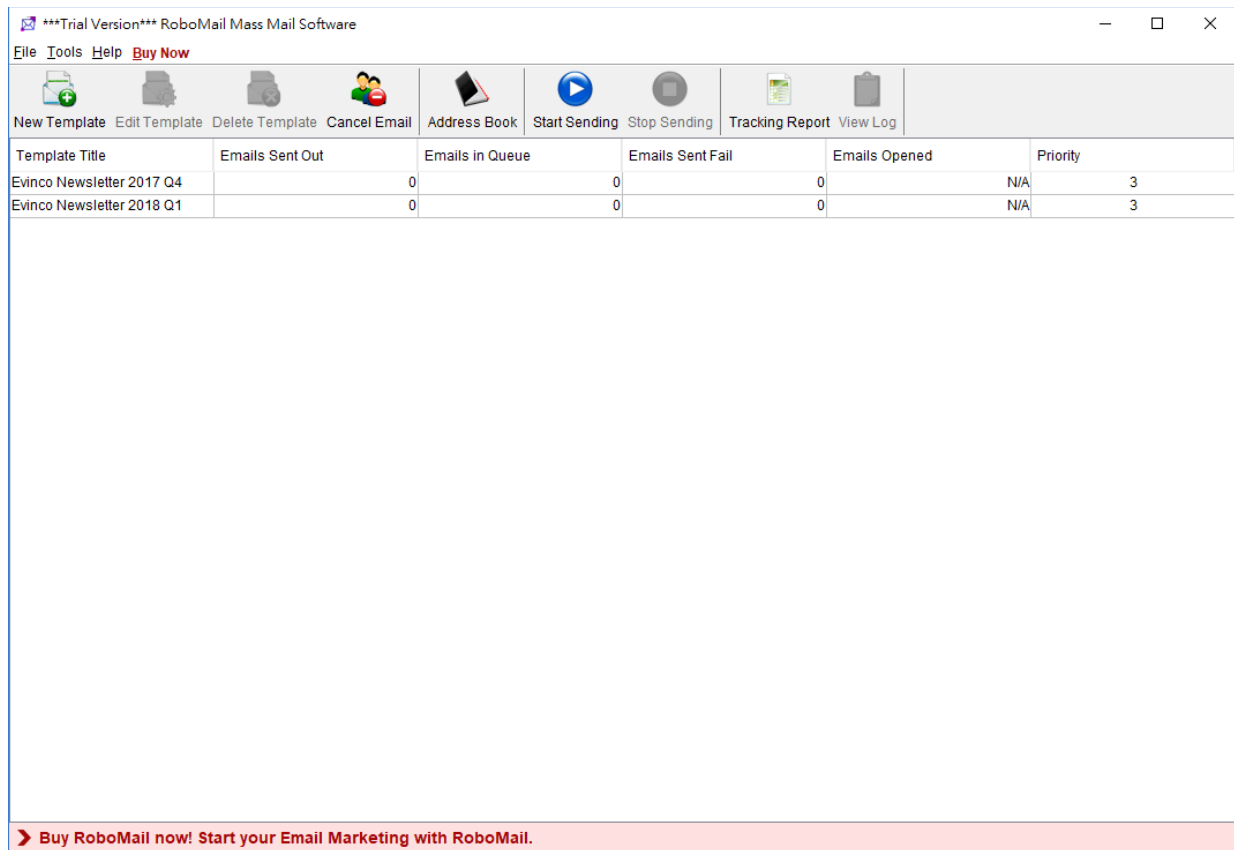 ***Trial Version*** RoboMail Mass Mail Software
File Tools Help Buy Now
New Template Edit Template Delete Template Cancel Email Address Book Start Sending Stop Sending Tracking Report View Log
Template Title Emails Sent Out Emails in Queue Emails Sent Fail Emails Opened Priority
Evinco Newsletter 2017 Q4 0 0 0 N/A 3
Evinco Newsletter 2018 Q1 0 0 0 N/A 3
Buy RoboMail now! Start your Email Marketing with RoboMail.